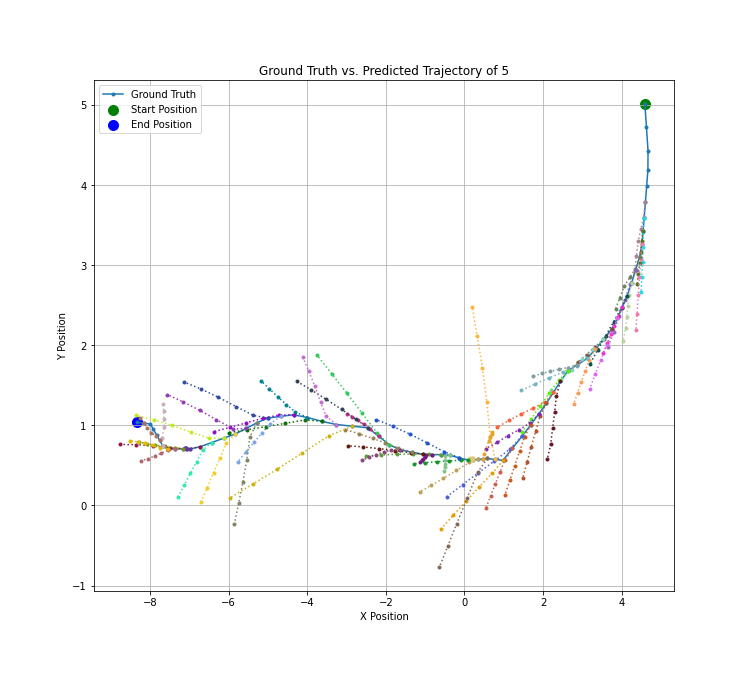 Ground Truth vs. Predicted Trajectory of 5
Ground Truth
Start Position
End Position
Y Position
5
4
3
2
1
0
−1
−8
−6
−4
−2
0
2
4
X Position